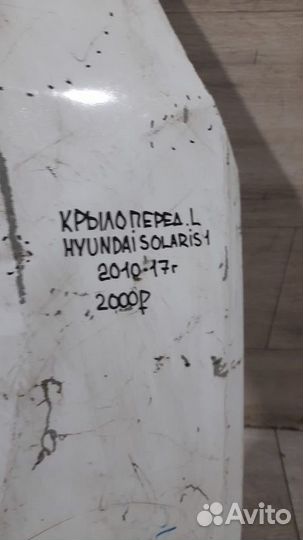 КРЫЛО ПЕРЕД. L
HYUNDAI SOLARIS 1
2010-17г
2000₽
Avito